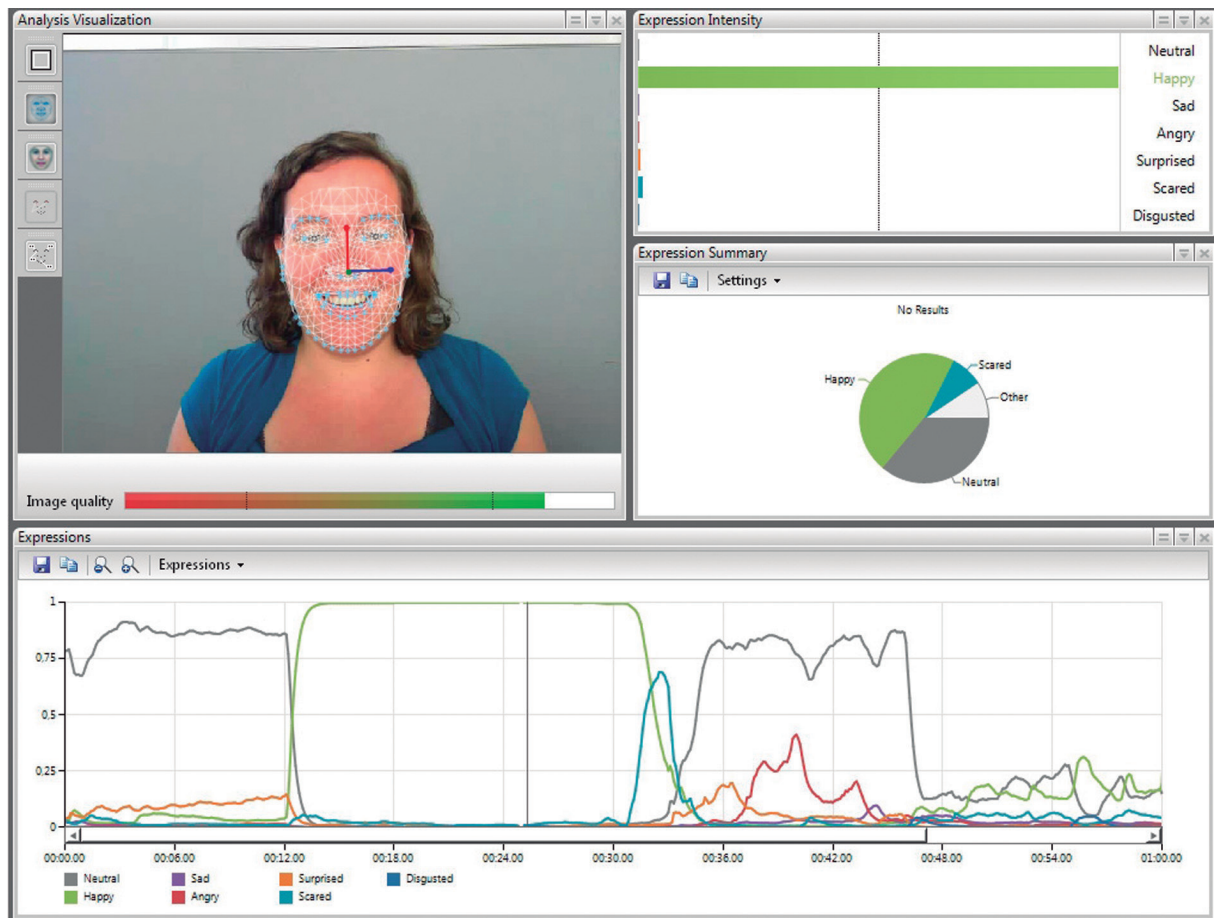 Analysis Visualization
Image quality
Expression Intensity
Neutral
Happy
Sad
Angry
Surprised
Scared
Disgusted
Expression Summary
Settings
No Results
Happy
Scared
Other
Neutral
Expressions
Expressions
1
0.75
0.5
0.25
0
00:00.00 00:06.00 00:12.00 00:18.00 00:24.00 00:30.00 00:36.00 00:42.00 00:48.00 00:54.00 01:00.00
Neutral Sad Surprised Disgusted
Happy Angry Scared